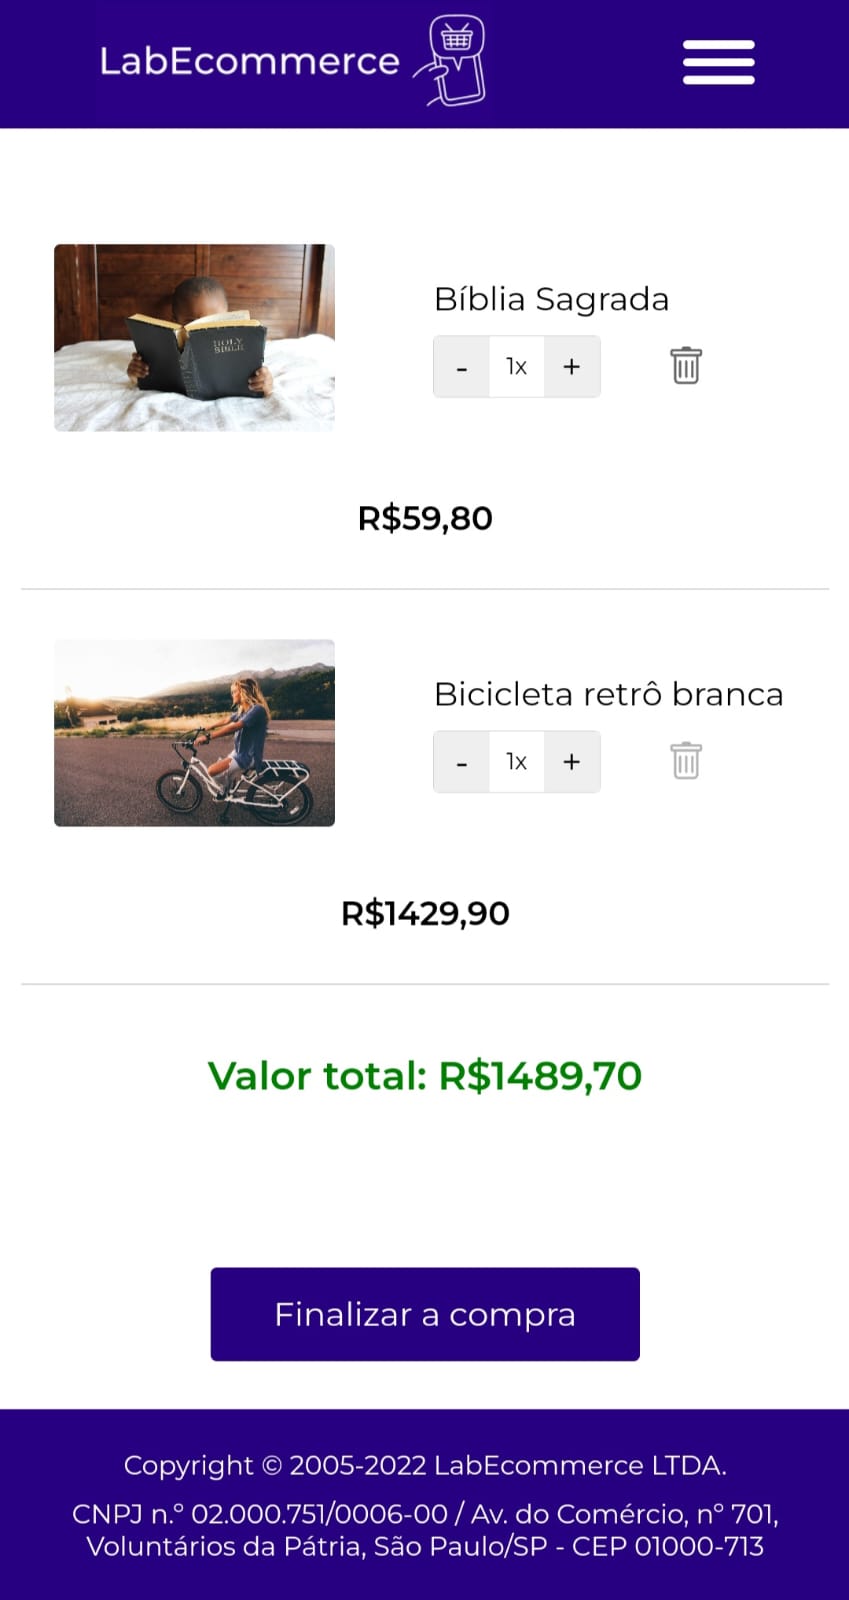 LabEcommerce
HOLY
BIBLE
Bíblia Sagrada
- 1x +
R$59,80
Bicicleta retrô branca
- 1x +
R$1429,90
Valor total: R$1489,70
Finalizar a compra
Copyright © 2005-2022 LabEcommerce LTDA.
CNPJ n.º 02.000.751/0006-00 / Av. do Comércio, nº 701,
Voluntários da Pátria, São Paulo/SP - CEP 01000-713